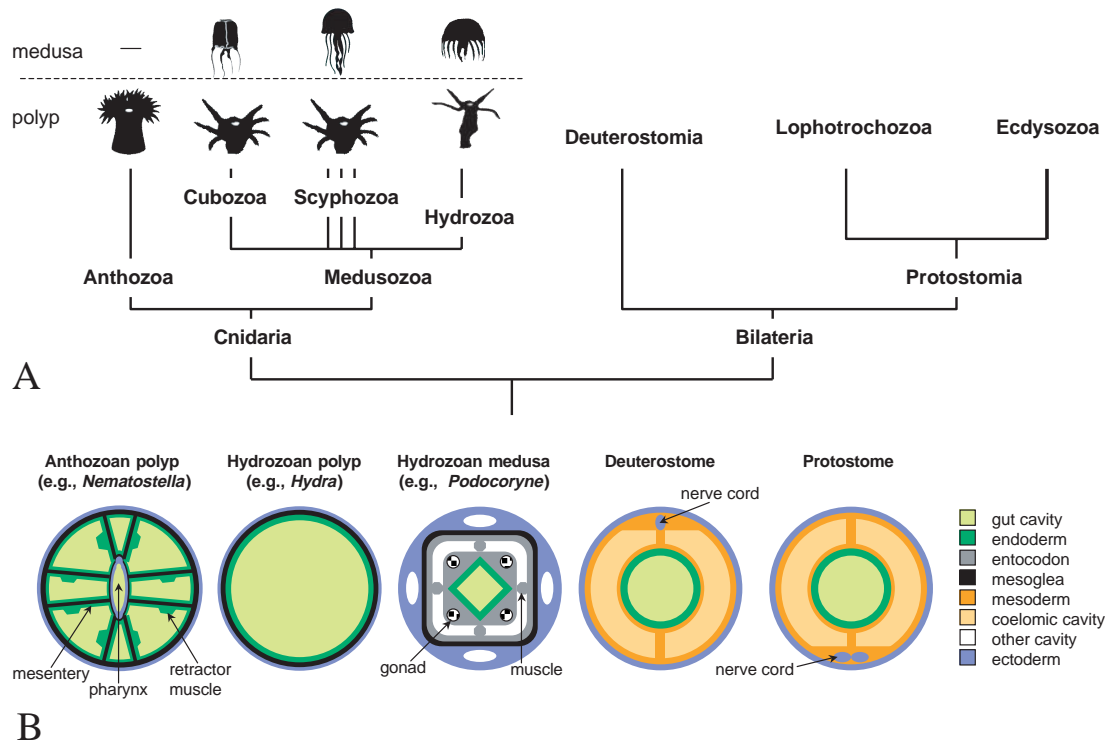 medusa
polyp
Deuterostomia
Lophotrochozoa
Ecdysozoa
Cubozoa
Scyphozoa
Hydrozoa
Anthozoa
Medusozoa
Protostomia
Cnidaria
Bilateria
A
Anthozoan polyp
(e.g., Nematostella)
Hydrozoan polyp
(e.g., Hydra)
Hydrozoan medusa
(e.g., Podocoryne)
Deuterostome
Protostome
nerve cord
mesentery
pharynx
retractor
muscle
gonad
muscle
nerve cord
gut cavity
endoderm
entocodon
mesoglea
mesoderm
coelomic cavity
other cavity
ectoderm
B